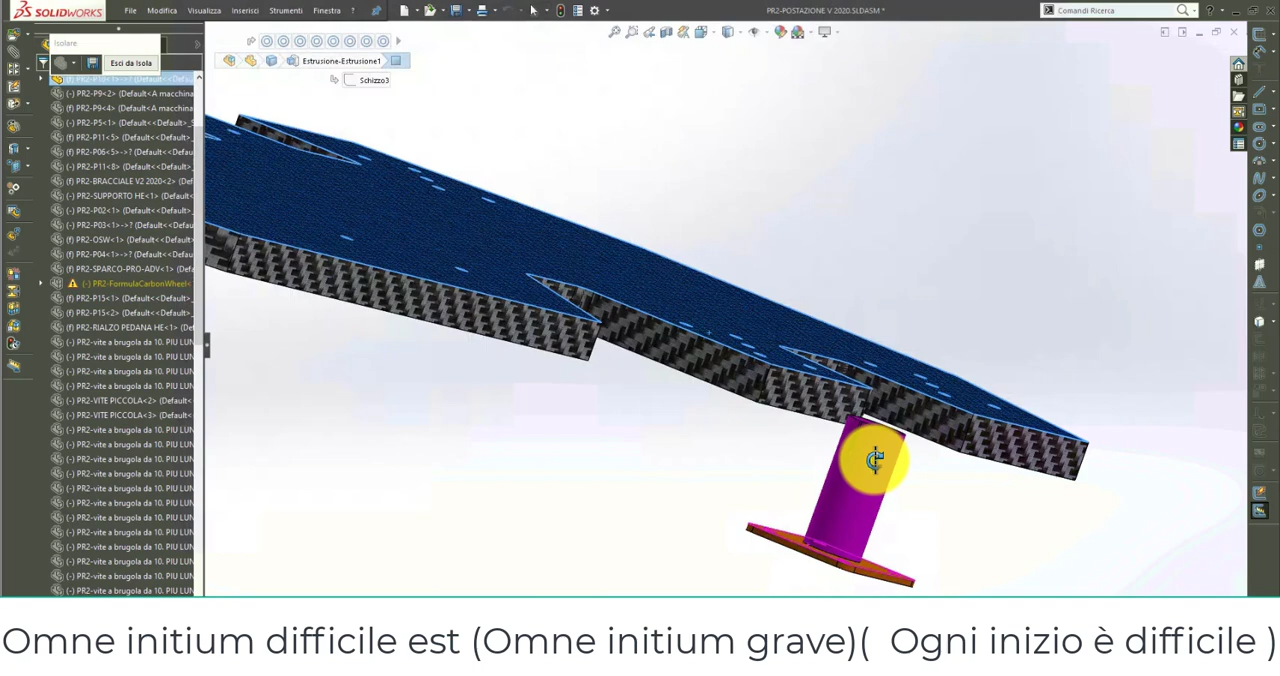 SOLIDWORKS
File Modifica Visualizza Inserisci Strumenti Finestra ?
PR2-POSTAZIONE V 2020.SLDASM *
Comandi Ricerca
Isolare
Esci da Isola
Estrusione-Estrusione1
Schizzo3
(-) PR2-P9<2> (Default<A macchina
(f) PR2-P9<4> (Default<A macchina
(-) PR2-P5<1> (Default<<Default>_S
(f) PR2-P11<5> (Default<<Default>_
(f) PR2-P06<5>->? (Default<<Defaul
(-) PR2-P11<8> (Default<<Default>_
(f) PR2-BRACCIALE V2 2020<2> (Def
(-) PR2-SUPPORTO HE<1> (Default
(-) PR2-P02<1> (Default<<Default>_
(f) PR2-P03<1>->? (Default<<Defaul
(-) PR2-OSW<1> (Default<<Default>
(f) PR2-P04<1>->? (Default<<Defaul
(f) PR2-SPARCO-PRO-ADV<1> (Defa
(-) PR2-FormulaCarbonWheel<
(f) PR2-P15<1> (Default<<Default>_
(f) PR2-P15<2> (Default<<Default>_
(f) PR2-RIALZO PEDANA HE<1> (De
(-) PR2-vite a brugola da 10. PIU LUN
(-) PR2-vite a brugola da 10. PIU LUN
(-) PR2-vite a brugola da 10. PIU LUN
(-) PR2-vite a brugola da 10. PIU LUN
(-) PR2-VITE PICCOLA<2> (Default<
(-) PR2-VITE PICCOLA<3> (Default<
(-) PR2-vite a brugola da 10. PIU LUN
(-) PR2-vite a brugola da 10. PIU LUN
(-) PR2-vite a brugola da 10. PIU LUN
(-) PR2-vite a brugola da 10. PIU LUN
(-) PR2-vite a brugola da 10. PIU LUN
(-) PR2-vite a brugola da 10. PIU LUN
(-) PR2-vite a brugola da 10. PIU LUN
(-) PR2-vite a brugola da 10. PIU LUN
(-) PR2-vite a brugola da 10. PIU LUN
(-) PR2-vite a brugola da 10. PIU LUN
(-) PR2-vite a brugola da 10. PIU LUN
(-) PR2-vite a brugola da 10. PIU LUN
Omne initium difficile est (Omne initium grave)( Ogni inizio è difficile )